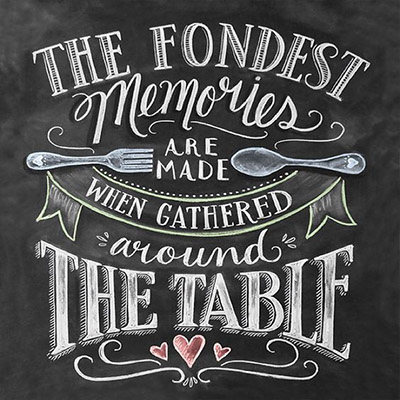 THE FONDEST
Memories
ARE
MADE
WHEN GATHERED
around
THE TABLE